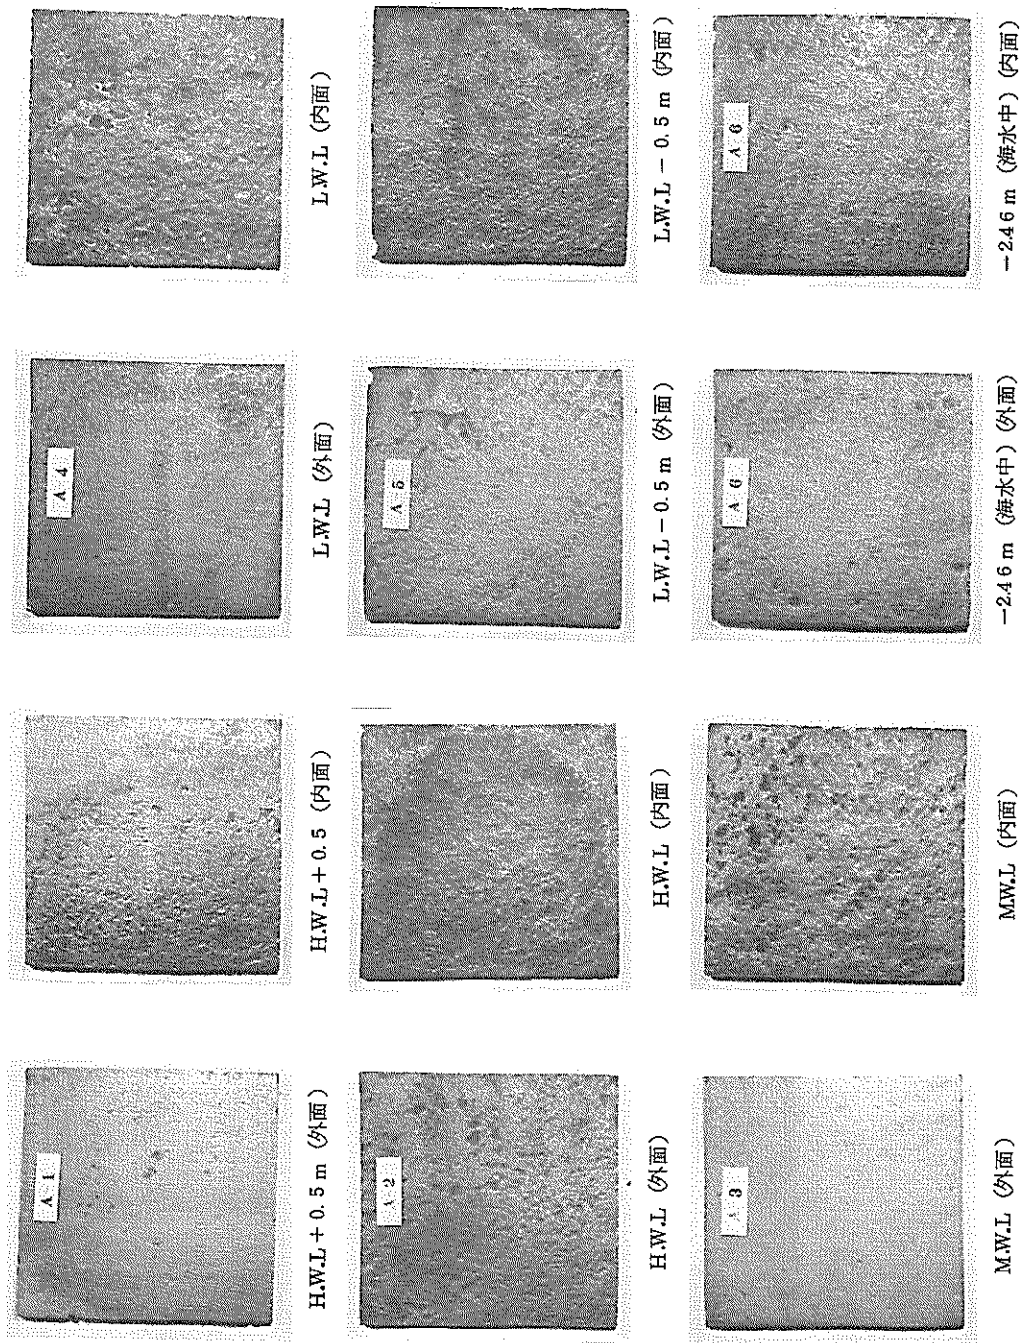 A 1
H.W.L + 0.5 m (外面)
H.W.L + 0.5 (内面)
A 4
L.W.L (外面)
L.W.L (内面)
A 2
H.W.L (外面)
H.W.L (内面)
A 5
L.W.L − 0.5 m (外面)
L.W.L − 0.5 m (内面)
A 3
M.W.L (外面)
M.W.L (内面)
A 6
−2.46 m (海水中) (外面)
A 6
−2.46 m (海水中) (内面)